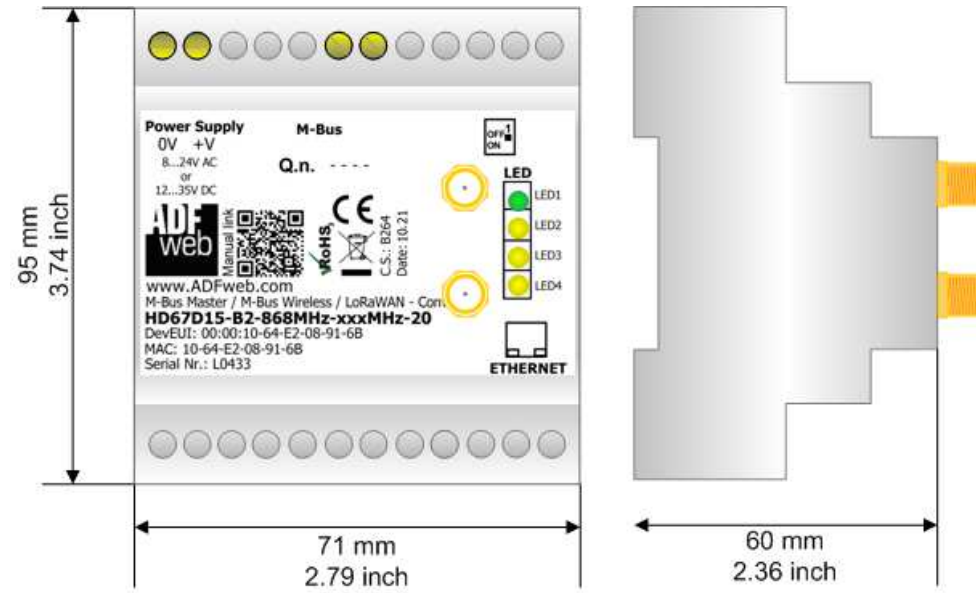 Power Supply
0V +V
8...24V AC
or
12...35V DC
M-Bus
Q.n. - - - -
OFF 1
ON
LED
LED1
LED2
LED3
LED4
ADF
web
Manual link
RoHS
CE
C.S.: B264
Date: 10.21
www.ADFweb.com
M-Bus Master / M-Bus Wireless / LoRaWAN - Con
HD67D15-B2-868MHz-xxxMHz-20
DevEUI: 00:00:10-64-E2-08-91-6B
MAC: 10-64-E2-08-91-6B
Serial Nr.: L0433
ETHERNET
95 mm
3.74 inch
71 mm
2.79 inch
60 mm
2.36 inch